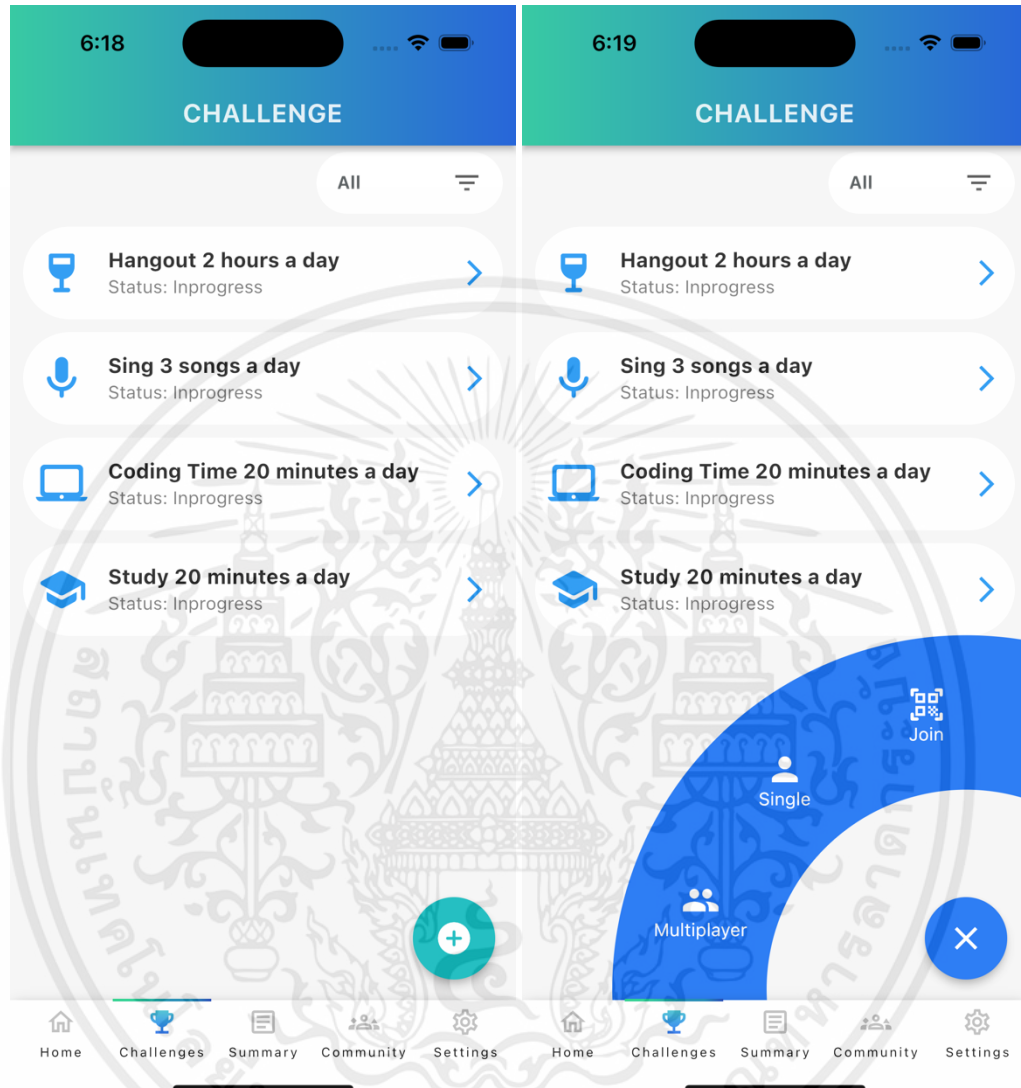 6:18
CHALLENGE
All
Hangout 2 hours a day
Status: Inprogress
Sing 3 songs a day
Status: Inprogress
Coding Time 20 minutes a day
Status: Inprogress
Study 20 minutes a day
Status: Inprogress
Home Challenges Summary Community Settings
6:19
CHALLENGE
All
Hangout 2 hours a day
Status: Inprogress
Sing 3 songs a day
Status: Inprogress
Coding Time 20 minutes a day
Status: Inprogress
Study 20 minutes a day
Status: Inprogress
Join
Single
Multiplayer
Home Challenges Summary Community Settings